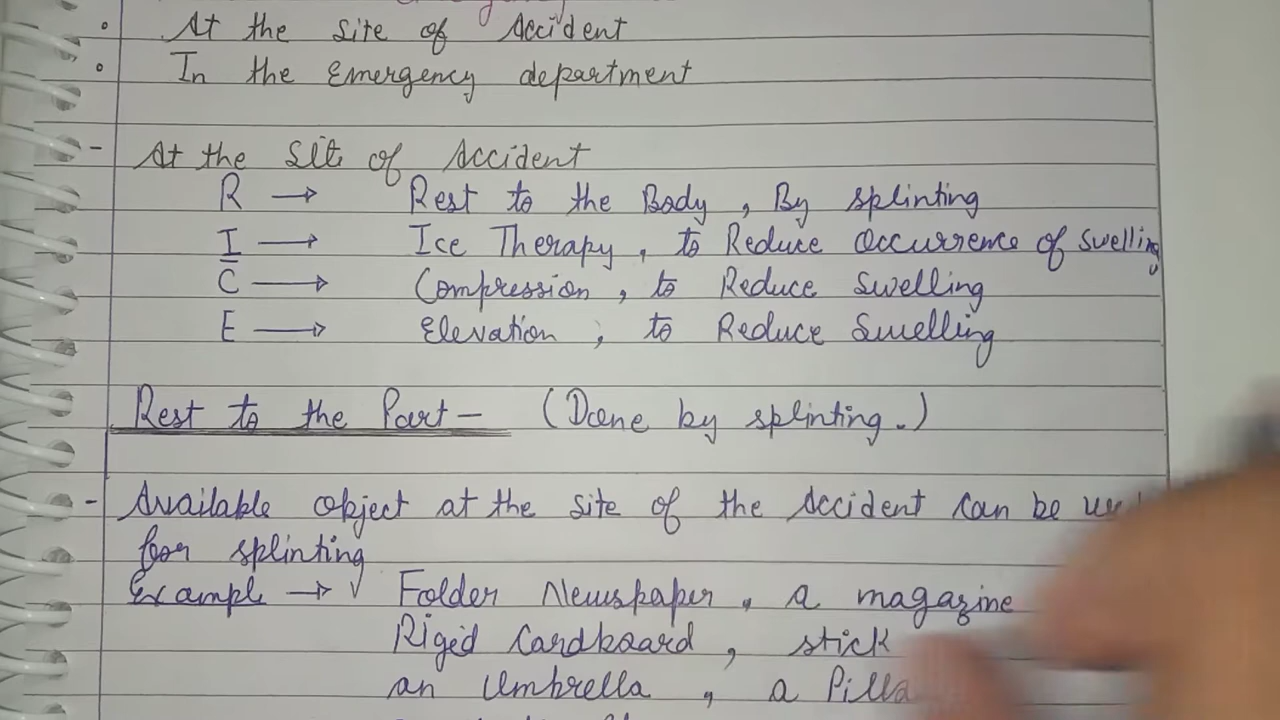 At the site of Accident
In the Emergency department
- At the site of Accident
R → Rest to the Body, By splinting
I → Ice Therapy, to Reduce Occurrence of swelling
C → Compression, to Reduce Swelling
E → Elevation, to Reduce Swelling
Rest to the Part - (Done by splinting.)
- Available object at the site of the Accident can be
for splinting
Example → Folder Newspaper, a magazine
Rigid Cardboard, stick
an Umbrella, a